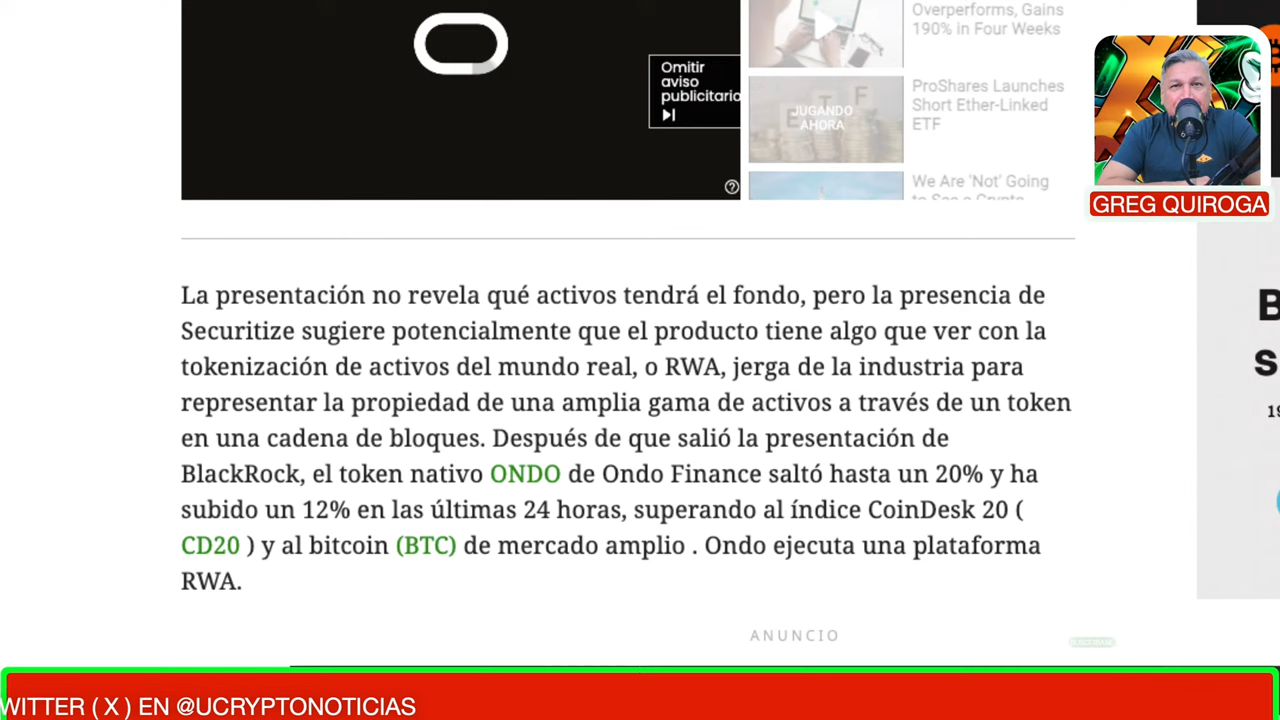 Overperforms, Gains
190% in Four Weeks
Omitir
aviso
publicitario
ProShares Launches
Short Ether-Linked
ETF
JUGANDO
AHORA
We Are 'Not' Going
GREG QUIROGA
La presentación no revela qué activos tendrá el fondo, pero la presencia de
Securitize sugiere potencialmente que el producto tiene algo que ver con la
tokenización de activos del mundo real, o RWA, jerga de la industria para
representar la propiedad de una amplia gama de activos a través de un token
en una cadena de bloques. Después de que salió la presentación de
BlackRock, el token nativo ONDO de Ondo Finance saltó hasta un 20% y ha
subido un 12% en las últimas 24 horas, superando al índice CoinDesk 20 (
CD20 ) y al bitcoin (BTC) de mercado amplio . Ondo ejecuta una plataforma
RWA.
ANUNCIO
WITTER ( X ) EN @UCRYPTONOTICIAS